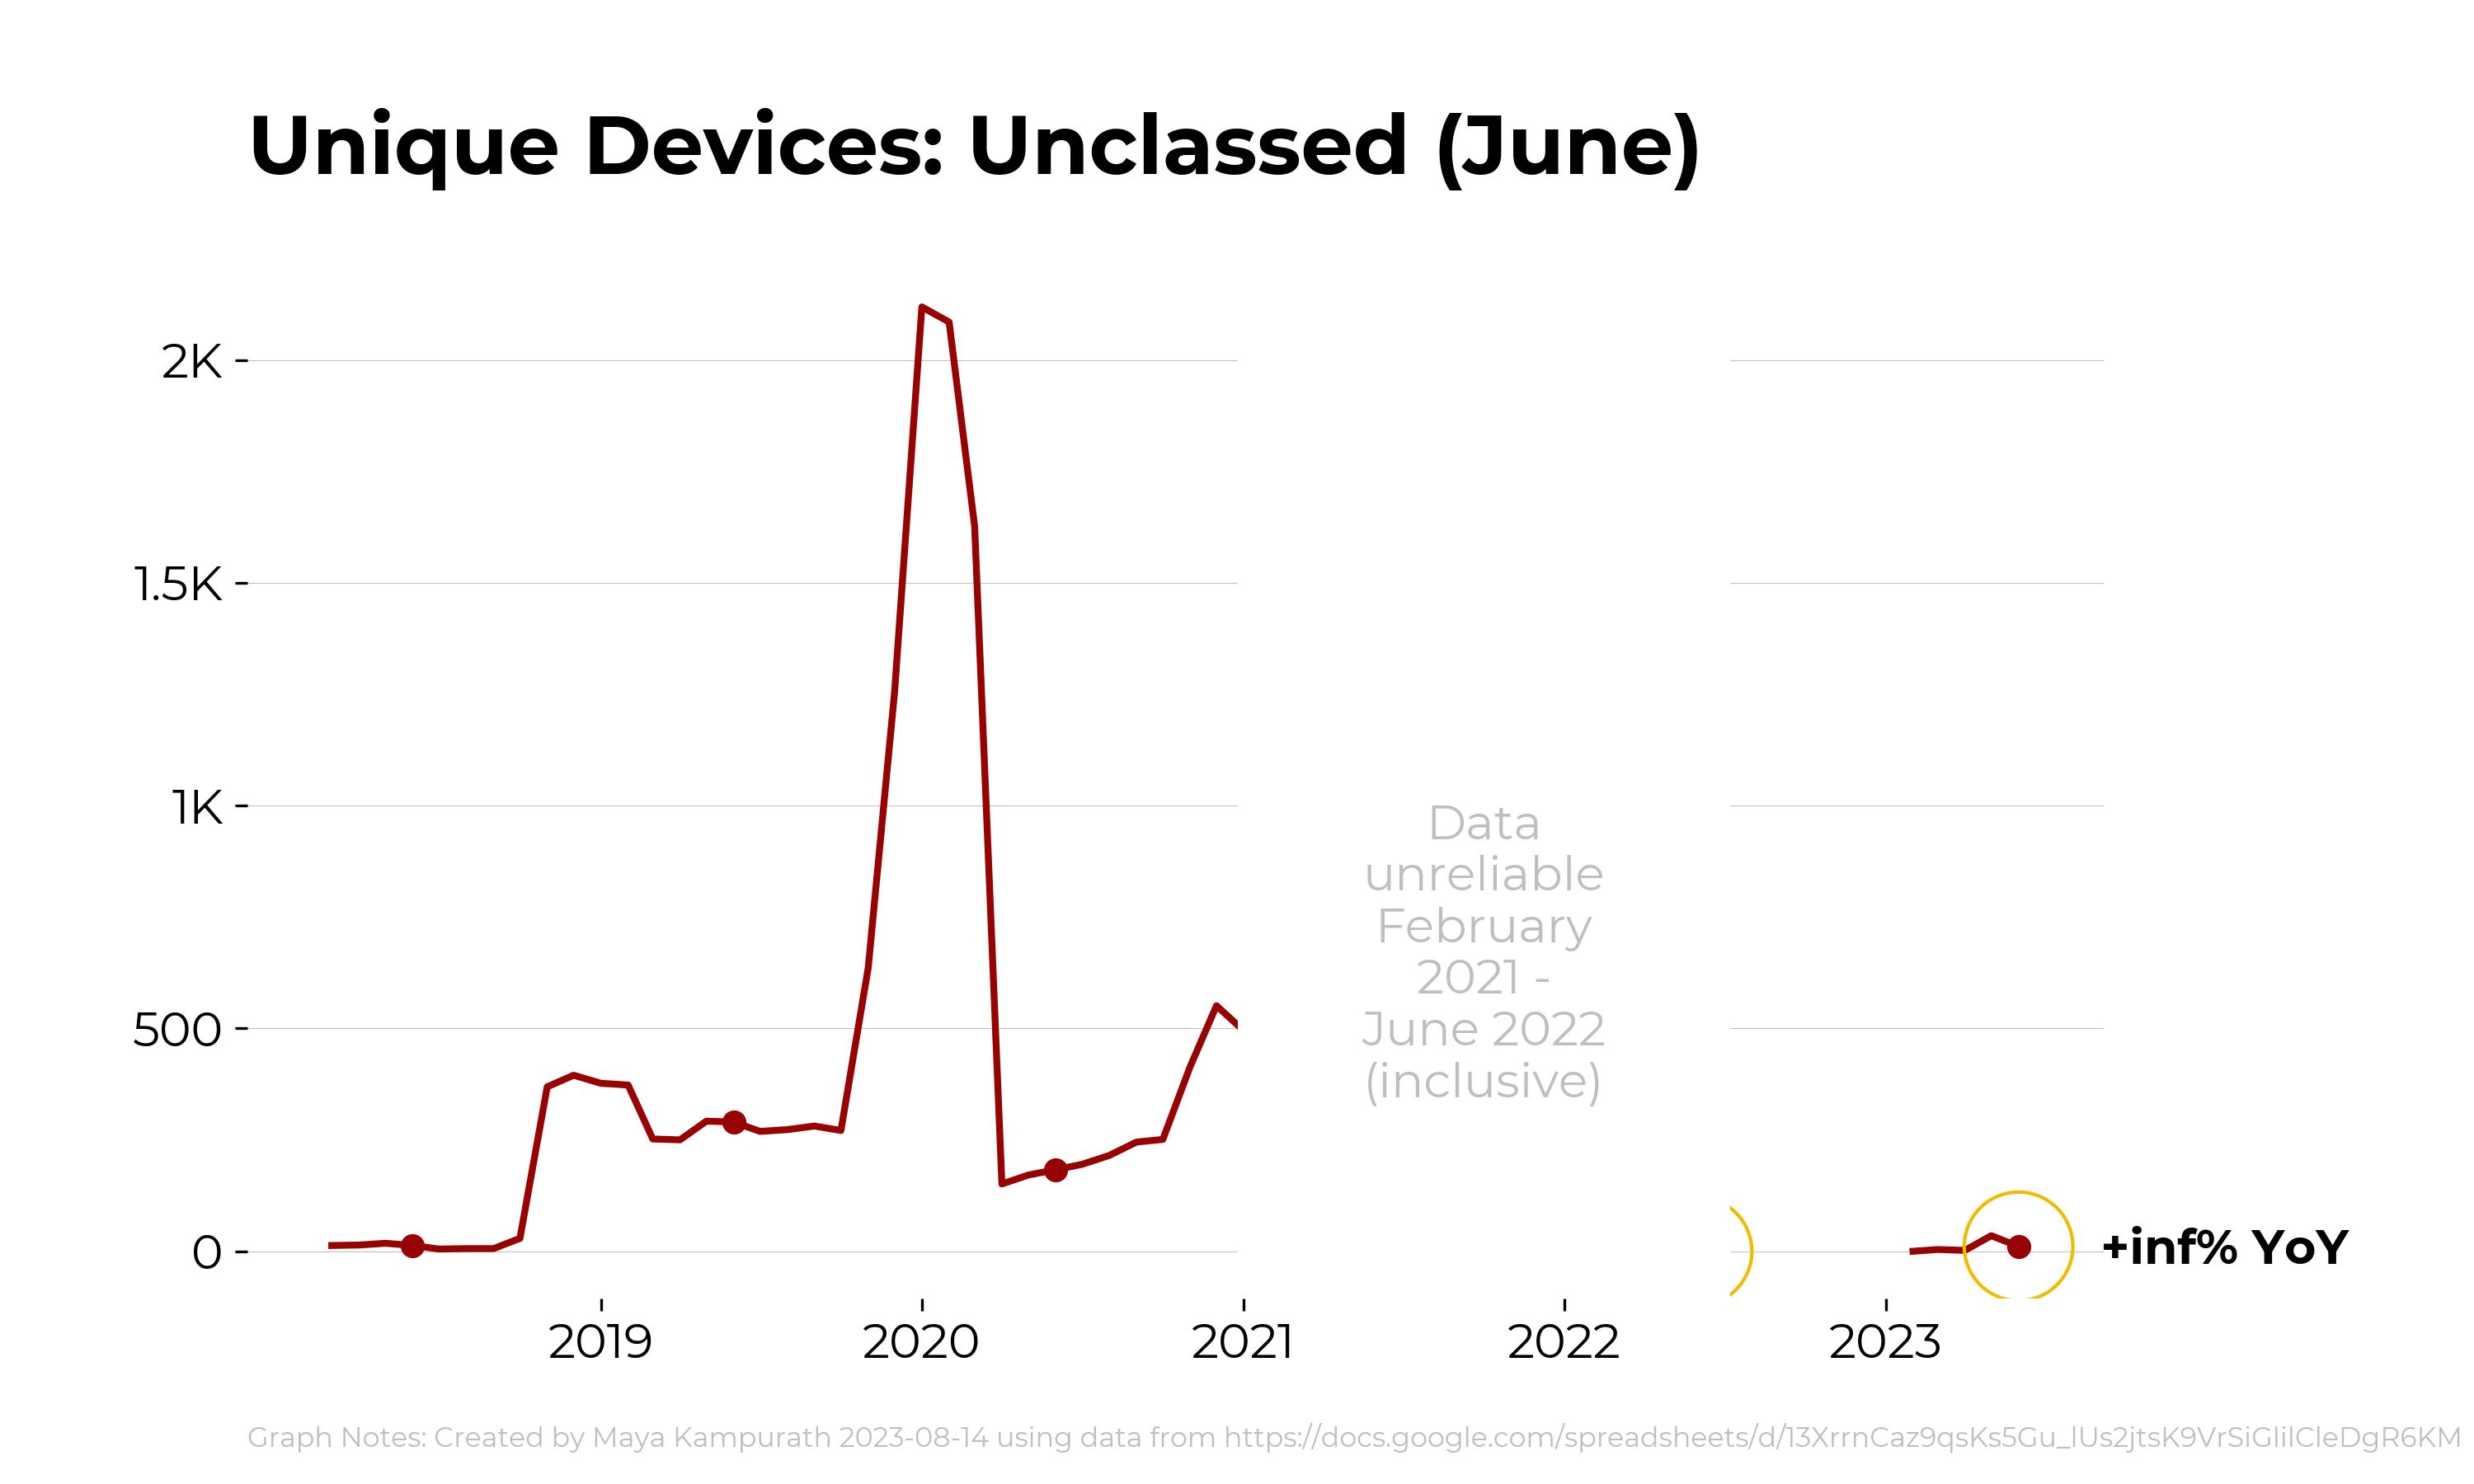 Unique Devices: Unclassed (June)
2K
1.5K
1K
500
0
Data
unreliable
February
2021 -
June 2022
(inclusive)
+inf% YoY
2019
2020
2021
2022
2023
Graph Notes: Created by Maya Kampurath 2023-08-14 using data from https://docs.google.com/spreadsheets/d/13XrrnCaz9qsKs5Gu_lUs2jtsK9VrSiGlilCleDgR6KM